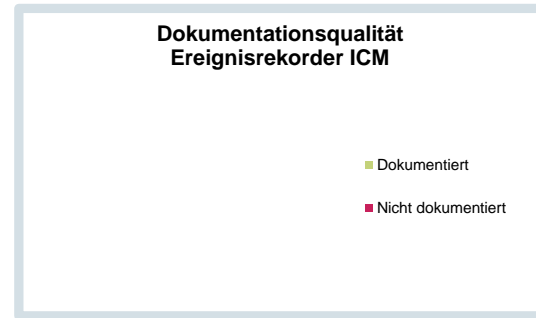 Dokumentationsqualität
Ereignisrekorder ICM
Dokumentiert
Nicht dokumentiert